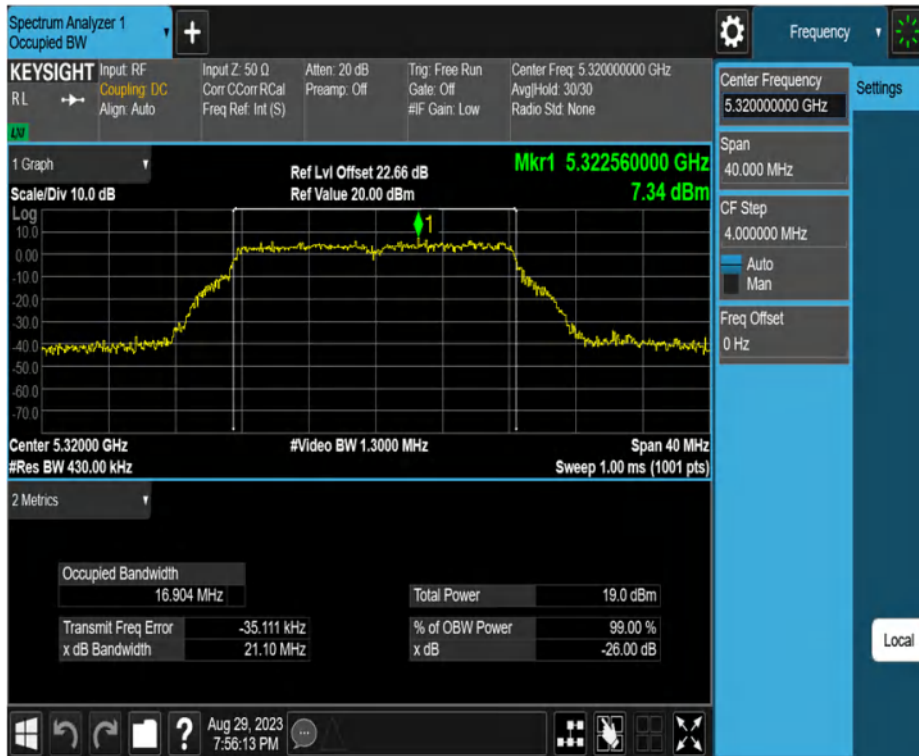 Spectrum Analyzer 1
Occupied BW
+
Frequency
KEYSIGHT
RL
LXI
Input: RF
Coupling: DC
Align: Auto
Input Z: 50 Ω
Corr CCorr RCal
Freq Ref: Int (S)
Atten: 20 dB
Preamp: Off
Trig: Free Run
Gate: Off
#IF Gain: Low
Center Freq: 5.320000000 GHz
Avg|Hold: 30/30
Radio Std: None
Center Frequency
5.320000000 GHz
Settings
Span
40.000 MHz
CF Step
4.000000 MHz
Auto
Man
Freq Offset
0 Hz
1 Graph
Scale/Div 10.0 dB
Ref Lvl Offset 22.66 dB
Ref Value 20.00 dBm
Mkr1 5.322560000 GHz
7.34 dBm
Log
10.0
0.00
-10.0
-20.0
-30.0
-40.0
-50.0
-60.0
-70.0
1
Center 5.32000 GHz
#Res BW 430.00 kHz
#Video BW 1.3000 MHz
Span 40 MHz
Sweep 1.00 ms (1001 pts)
2 Metrics
Occupied Bandwidth
16.904 MHz
Total Power 19.0 dBm
Transmit Freq Error -35.111 kHz
% of OBW Power 99.00 %
x dB Bandwidth 21.10 MHz
x dB -26.00 dB
Local
?
Aug 29, 2023
7:56:13 PM